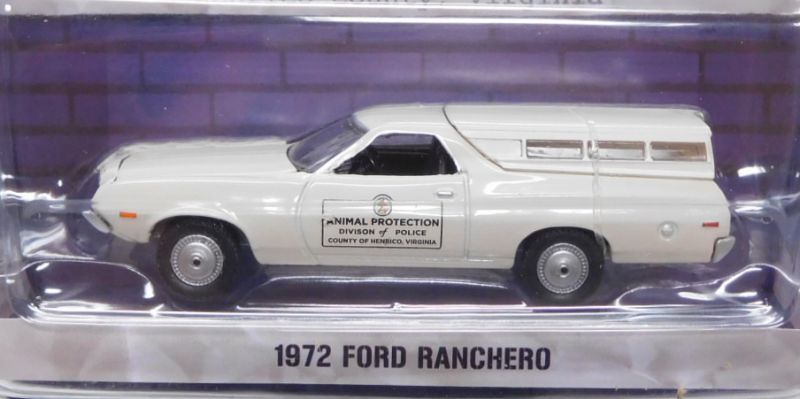 ANIMAL PROTECTION
DIVISON of POLICE
COUNTY OF HENRICO, VIRGINIA
1972 FORD RANCHERO